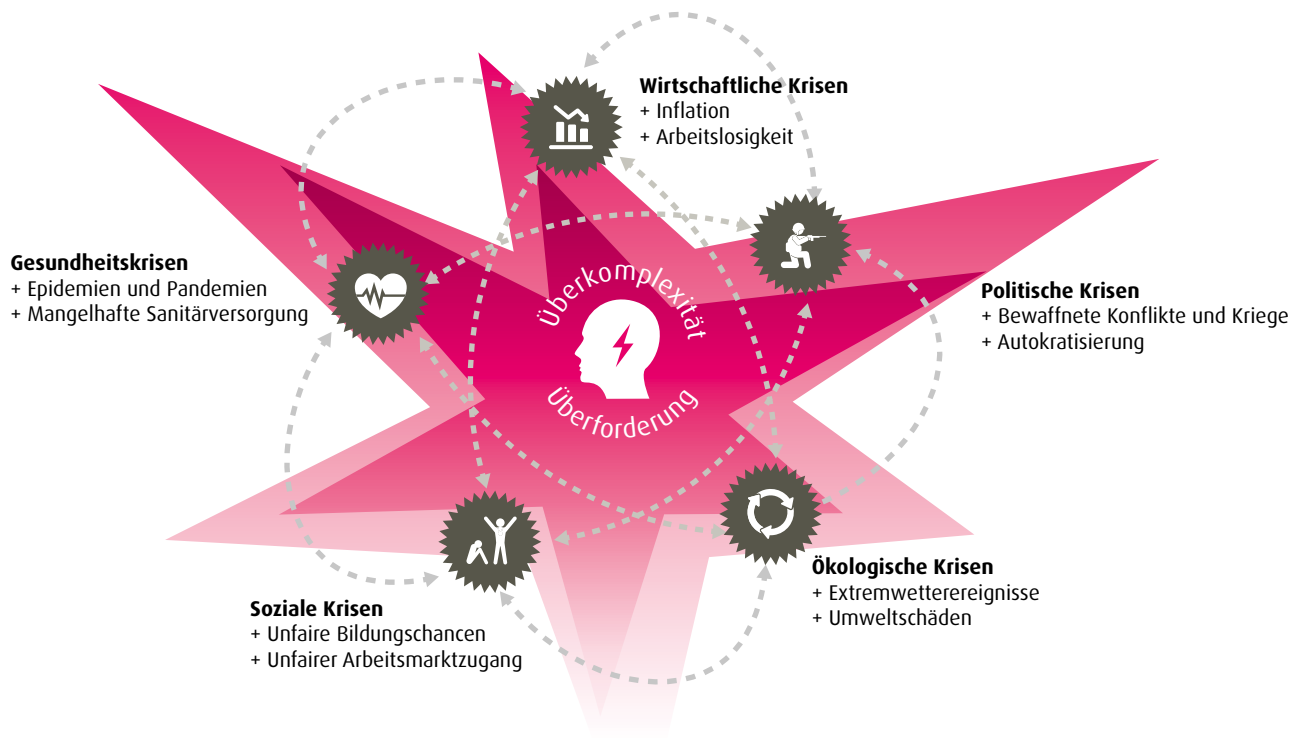 Wirtschaftliche Krisen
+ Inflation
+ Arbeitslosigkeit
Gesundheitskrisen
+ Epidemien und Pandemien
+ Mangelhafte Sanitärversorgung
Überkomplexität
Überforderung
Politische Krisen
+ Bewaffnete Konflikte und Kriege
+ Autokratisierung
Soziale Krisen
+ Unfaire Bildungschancen
+ Unfairer Arbeitsmarktzugang
Ökologische Krisen
+ Extremwetterereignisse
+ Umweltschäden